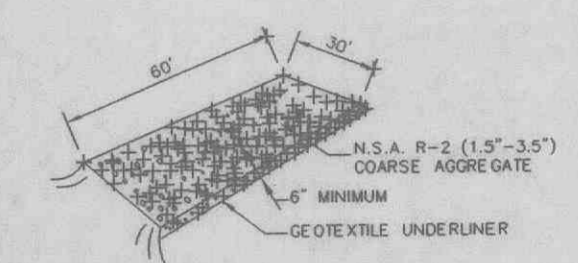 60'
30'
N.S.A. R-2 (1.5"-3.5")
COARSE AGGREGATE
6" MINIMUM
GEOTEXTILE UNDERLINER